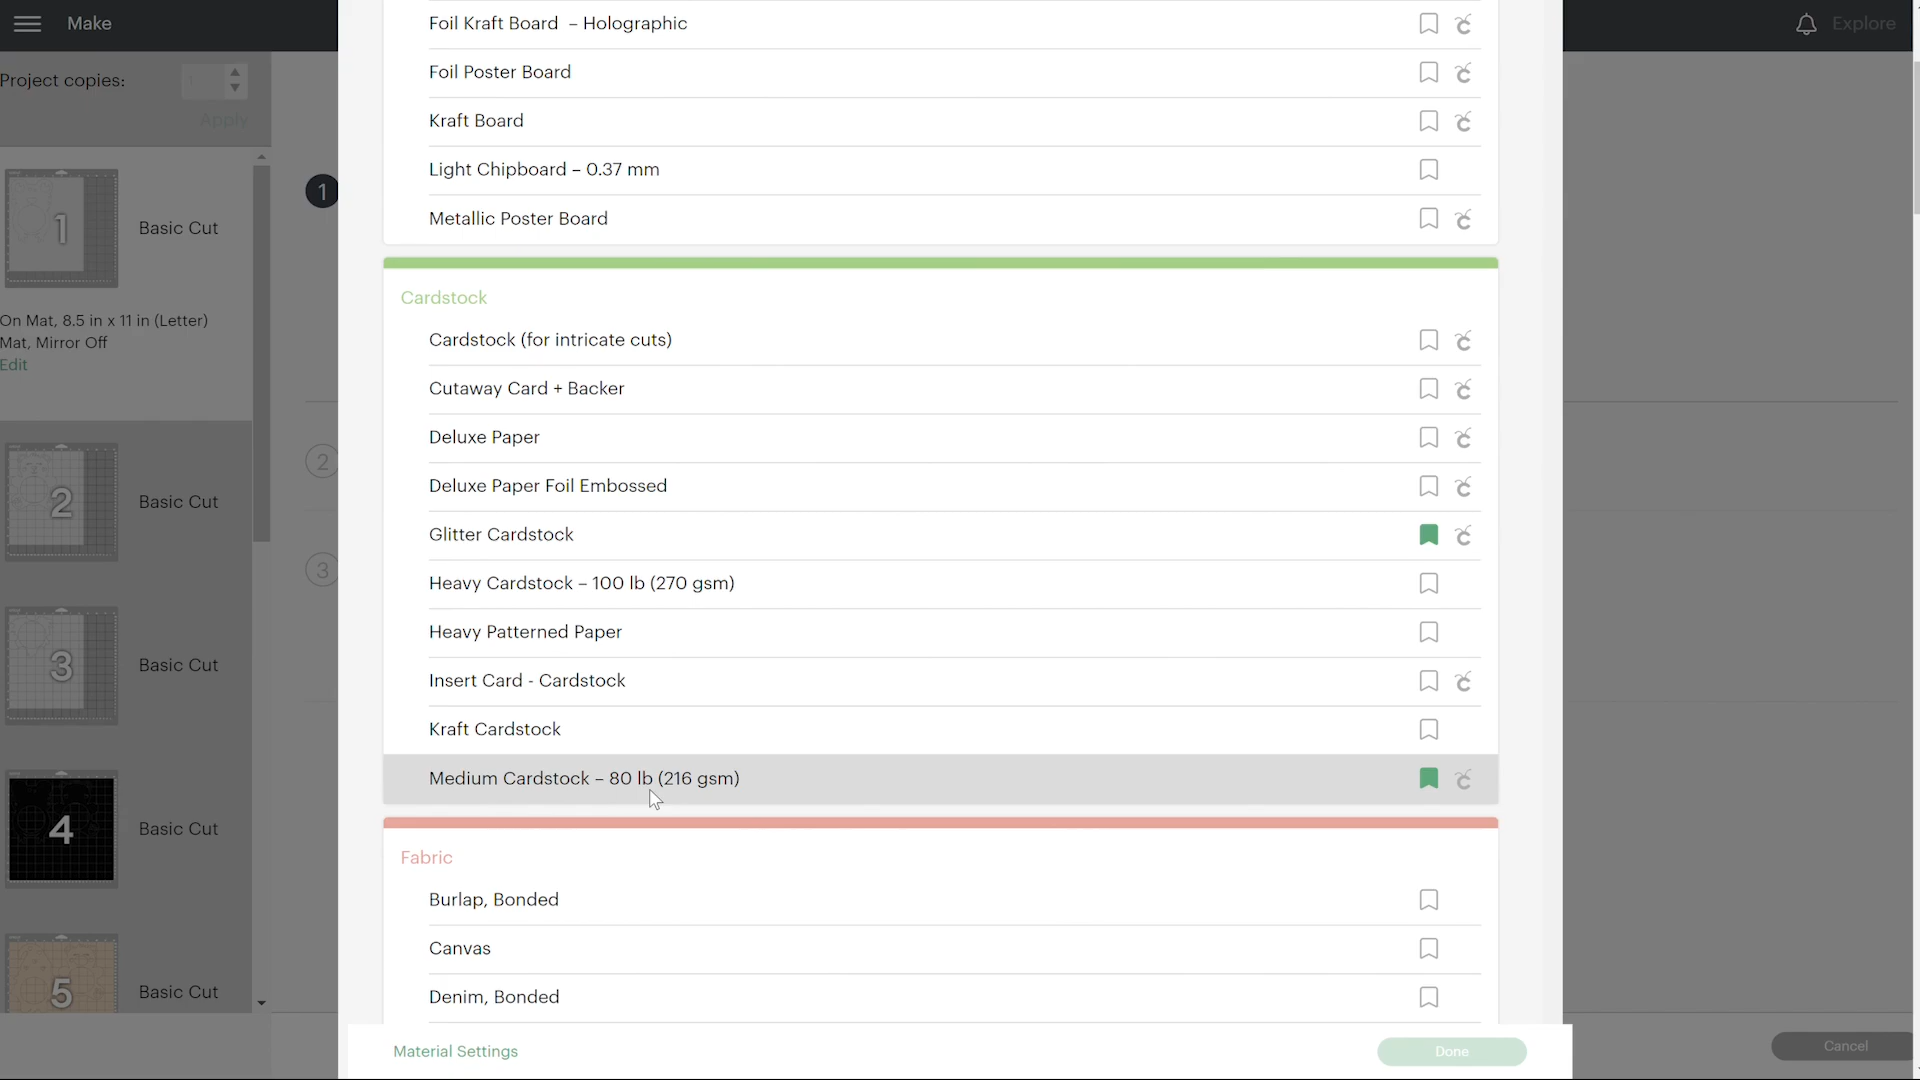 Make
Explore
Project copies:
1
Apply
1
Basic Cut
On Mat, 8.5 in x 11 in (Letter)
Mat, Mirror Off
Edit
2
Basic Cut
3
Basic Cut
4
Basic Cut
5
Basic Cut
1
2
3
Foil Kraft Board – Holographic
Foil Poster Board
Kraft Board
Light Chipboard – 0.37 mm
Metallic Poster Board
Cardstock
Cardstock (for intricate cuts)
Cutaway Card + Backer
Deluxe Paper
Deluxe Paper Foil Embossed
Glitter Cardstock
Heavy Cardstock – 100 lb (270 gsm)
Heavy Patterned Paper
Insert Card - Cardstock
Kraft Cardstock
Medium Cardstock – 80 lb (216 gsm)
Fabric
Burlap, Bonded
Canvas
Denim, Bonded
Material Settings
Done
Cancel